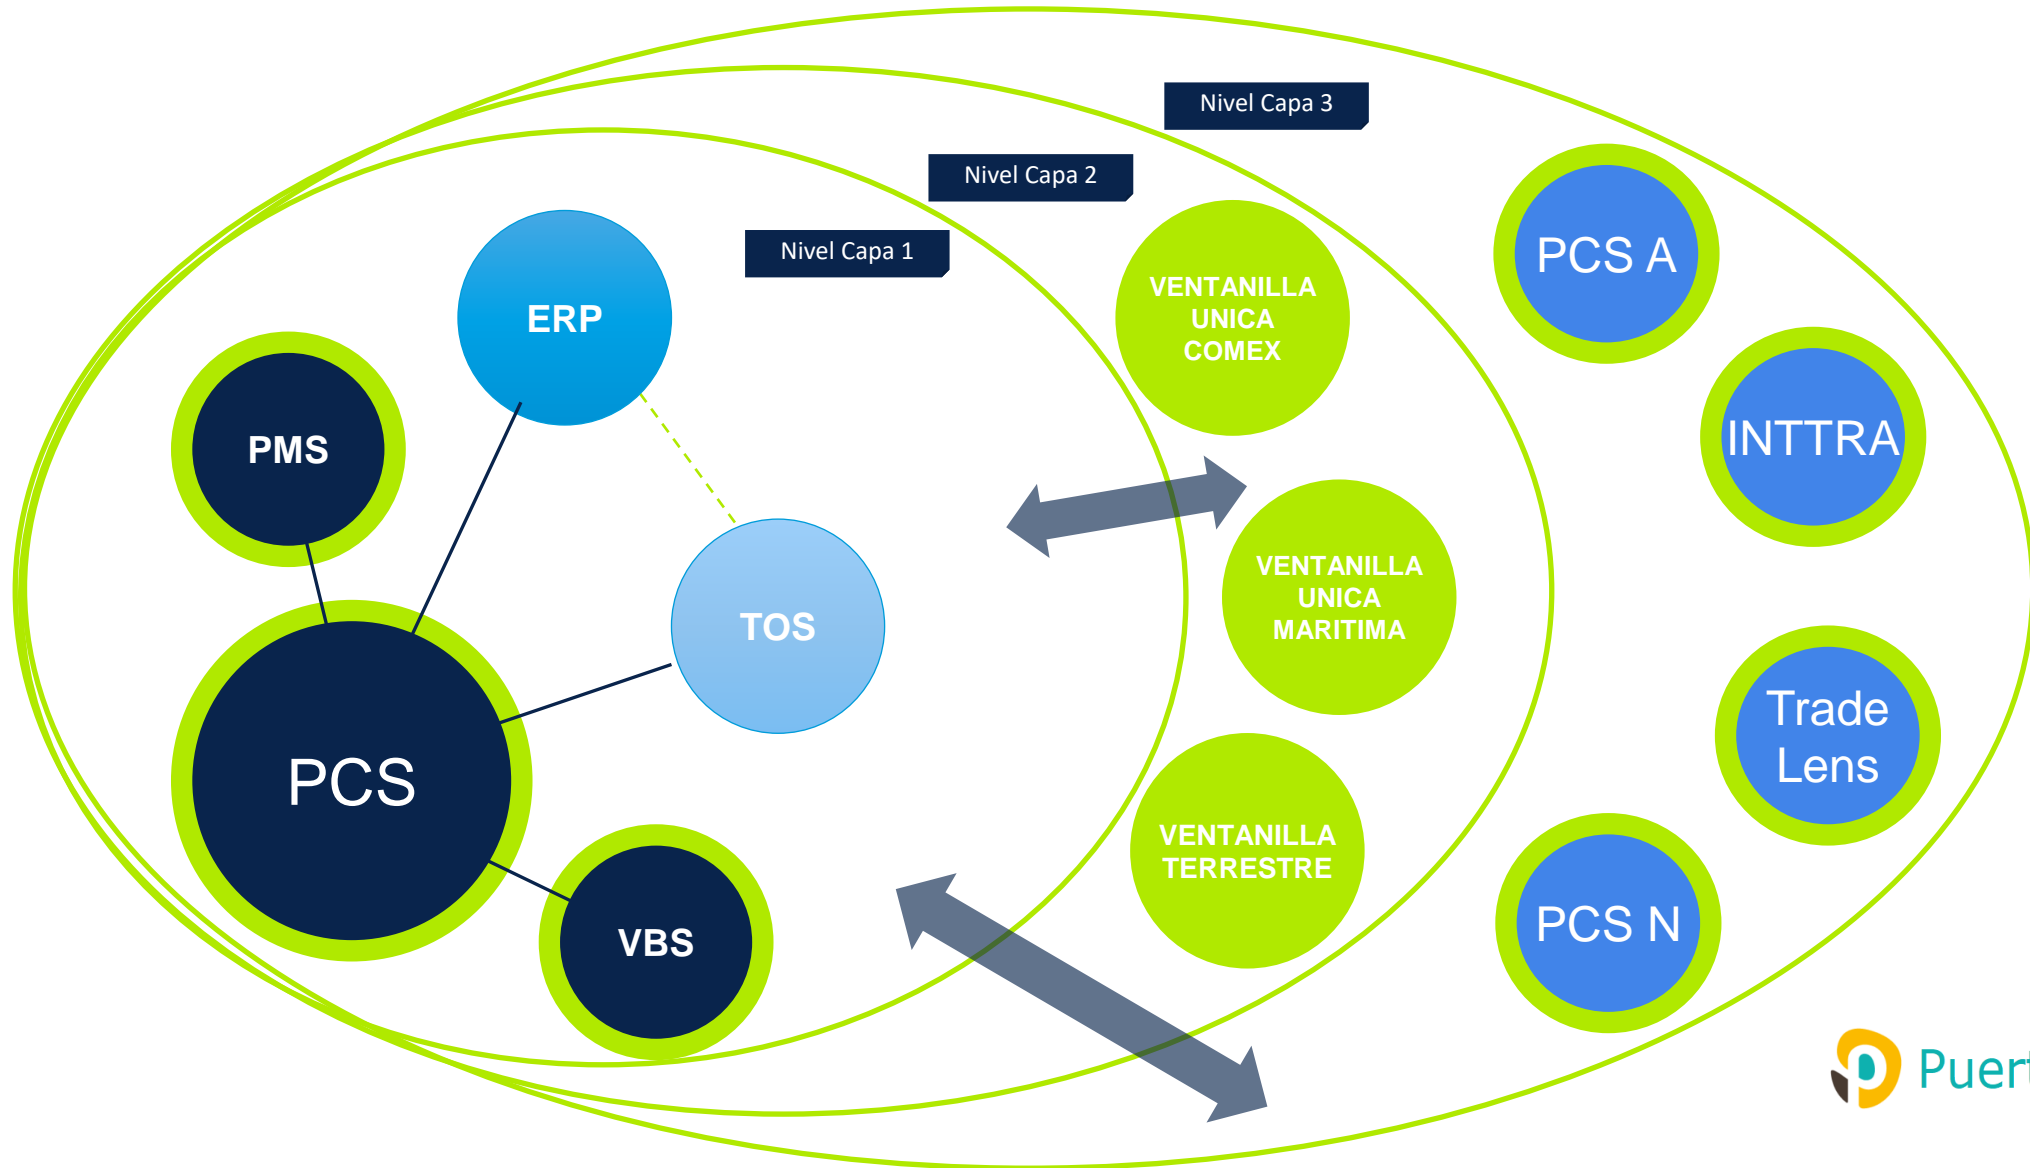 Nivel Capa 3
Nivel Capa 2
Nivel Capa 1
ERP
PMS
TOS
PCS
VBS
VENTANILLA
UNICA
COMEX
VENTANILLA
UNICA
MARITIMA
VENTANILLA
TERRESTRE
PCS A
INTTRA
Trade
Lens
PCS N